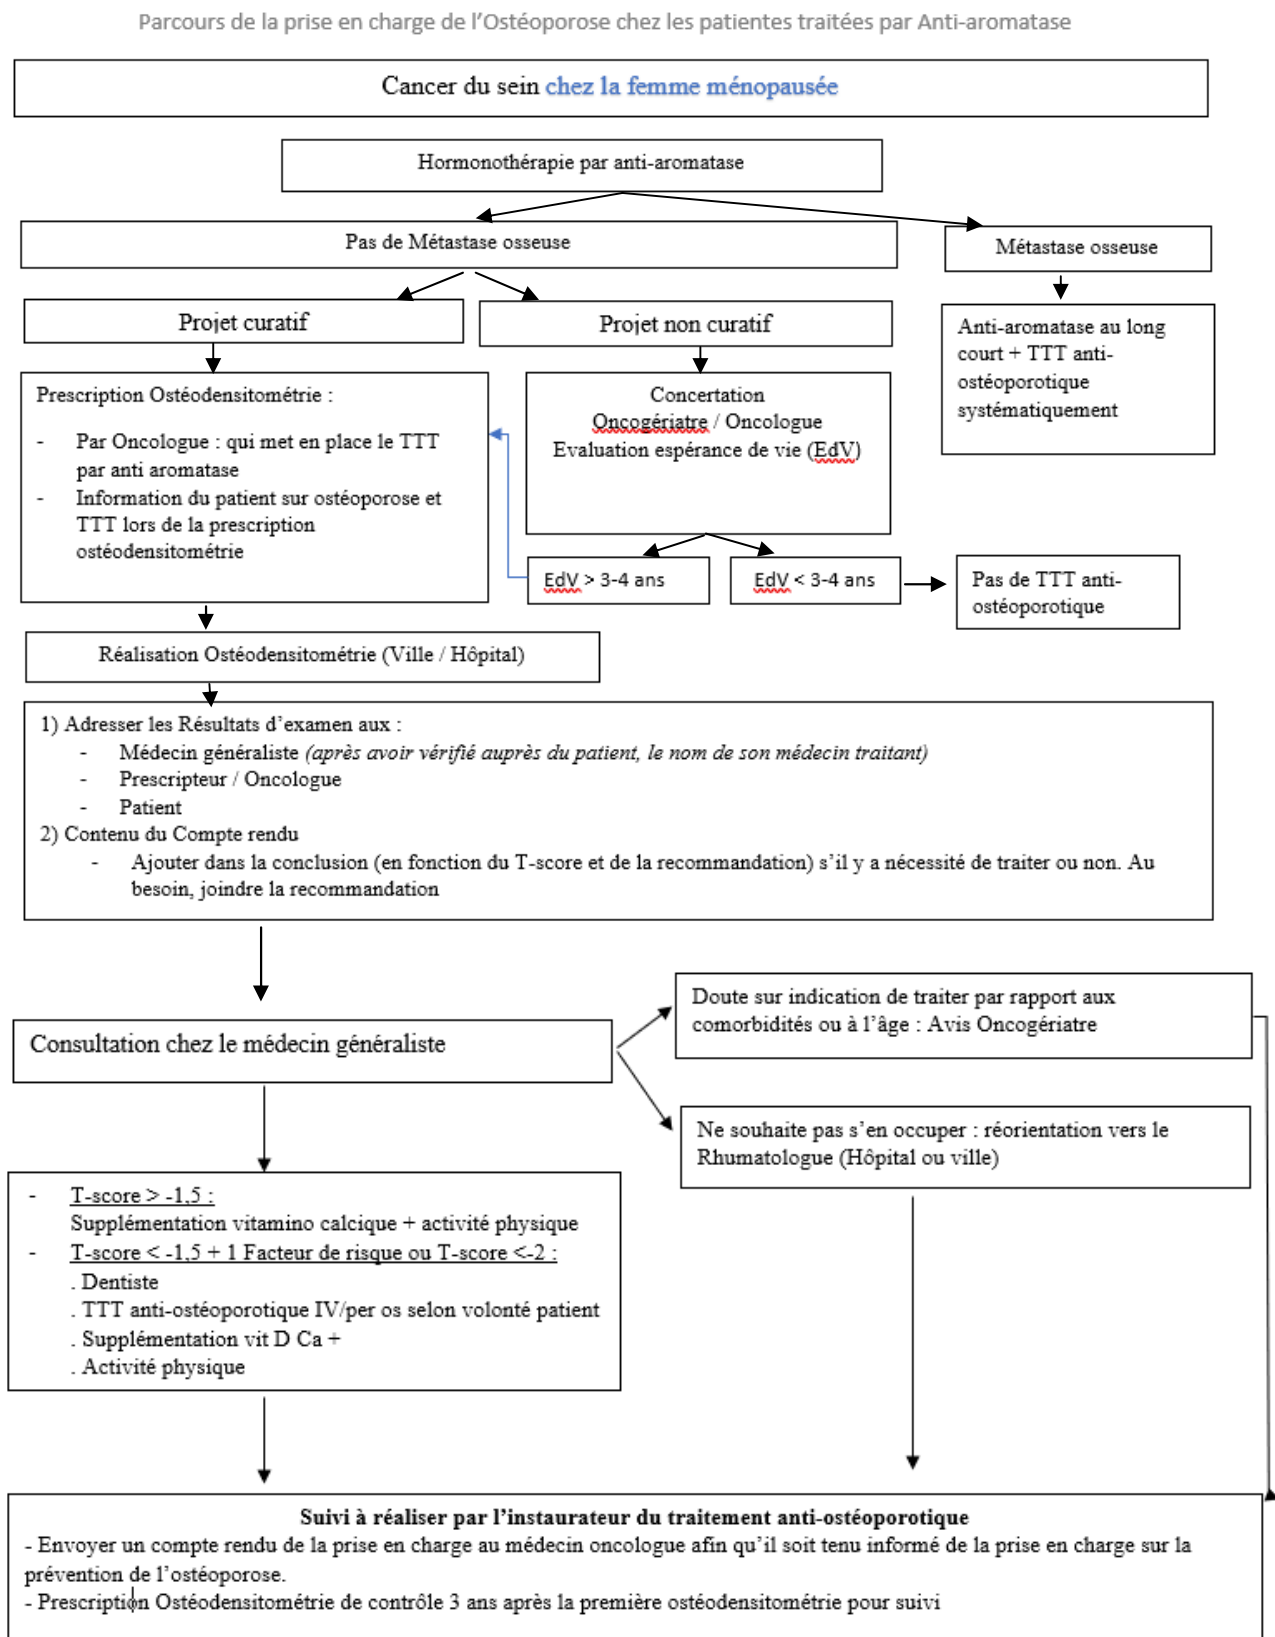 Parcours de la prise en charge de l’Ostéoporose chez les patientes traitées par Anti-aromatase
Cancer du sein chez la femme ménopausée
Hormonothérapie par anti-aromatase
Pas de Métastase osseuse
Métastase osseuse
Projet curatif
Projet non curatif
Anti-aromatase au long
court + TTT anti-
ostéoporotique
systématiquement
Prescription Ostéodensitométrie :
- Par Oncologue : qui met en place le TTT
par anti aromatase
- Information du patient sur ostéoporose et
TTT lors de la prescription
ostéodensitométrie
Concertation
Oncogériatre / Oncologue
Evaluation espérance de vie (EdV)
EdV > 3-4 ans
EdV < 3-4 ans
Pas de TTT anti-
ostéoporotique
Réalisation Ostéodensitométrie (Ville / Hôpital)
1) Adresser les Résultats d’examen aux :
- Médecin généraliste (après avoir vérifié auprès du patient, le nom de son médecin traitant)
- Prescripteur / Oncologue
- Patient
2) Contenu du Compte rendu
- Ajouter dans la conclusion (en fonction du T-score et de la recommandation) s’il y a nécessité de traiter ou non. Au
besoin, joindre la recommandation
Consultation chez le médecin généraliste
Doute sur indication de traiter par rapport aux
comorbidités ou à l’âge : Avis Oncogériatre
Ne souhaite pas s’en occuper : réorientation vers le
Rhumatologue (Hôpital ou ville)
- T-score > -1,5 :
Supplémentation vitamino calcique + activité physique
- T-score < -1,5 + 1 Facteur de risque ou T-score <-2 :
. Dentiste
. TTT anti-ostéoporotique IV/per os selon volonté patient
. Supplémentation vit D Ca +
. Activité physique
Suivi à réaliser par l’instaurateur du traitement anti-ostéoporotique
- Envoyer un compte rendu de la prise en charge au médecin oncologue afin qu’il soit tenu informé de la prise en charge sur la
prévention de l’ostéoporose.
- Prescription Ostéodensitométrie de contrôle 3 ans après la première ostéodensitométrie pour suivi